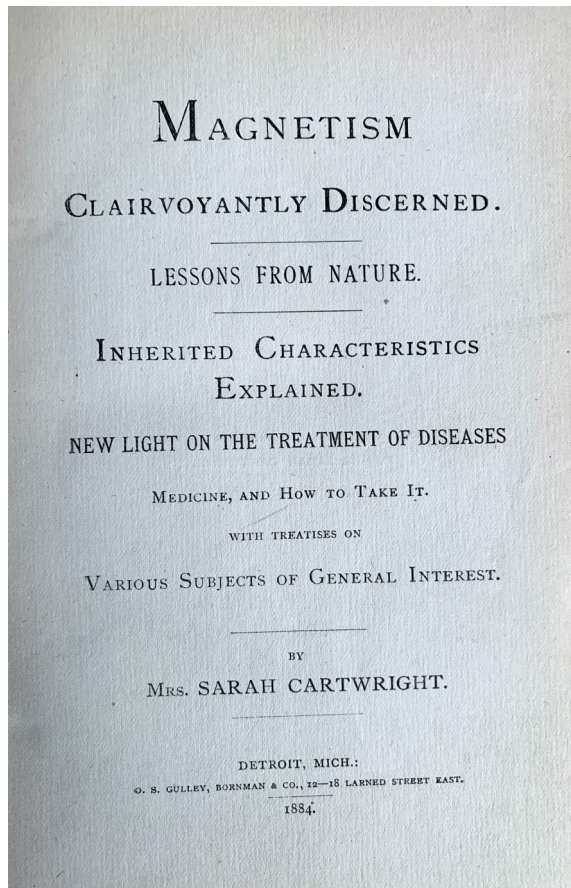 MAGNETISM
CLAIRVOYANTLY DISCERNED.
LESSONS FROM NATURE.
INHERITED CHARACTERISTICS
EXPLAINED.
NEW LIGHT ON THE TREATMENT OF DISEASES
MEDICINE, AND HOW TO TAKE IT.
WITH TREATISES ON
VARIOUS SUBJECTS OF GENERAL INTEREST.
BY
MRS. SARAH CARTWRIGHT.
DETROIT, MICH.:
O. S. GULLEY, BORNMAN & CO., 12—18 LARNED STREET EAST.
1884.